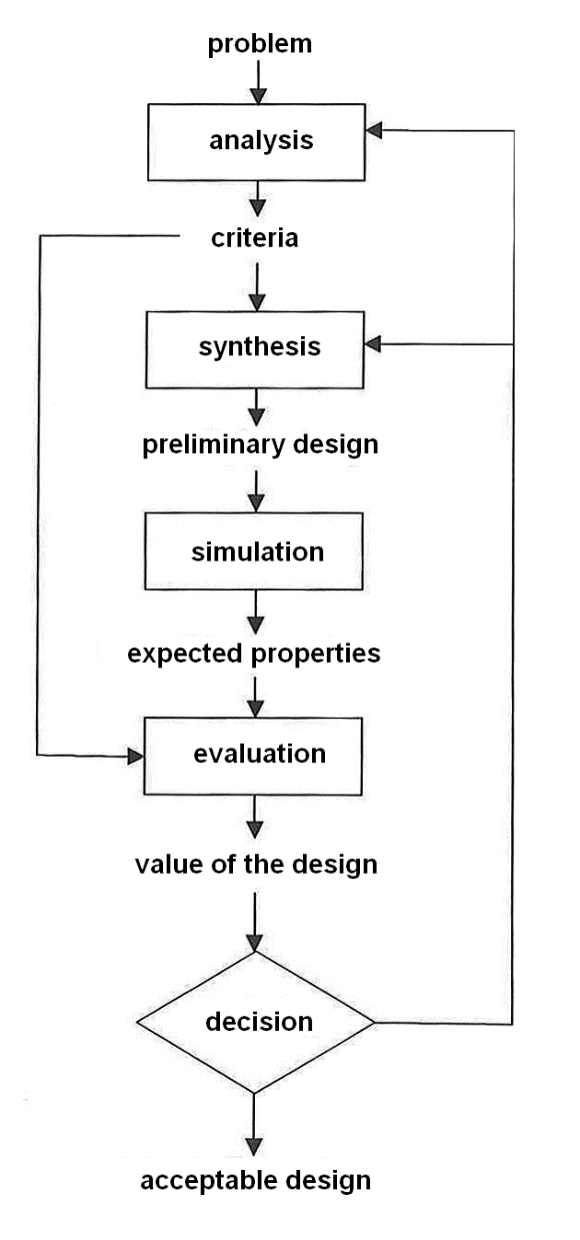 problem
analysis
criteria
synthesis
preliminary design
simulation
expected properties
evaluation
value of the design
decision
acceptable design